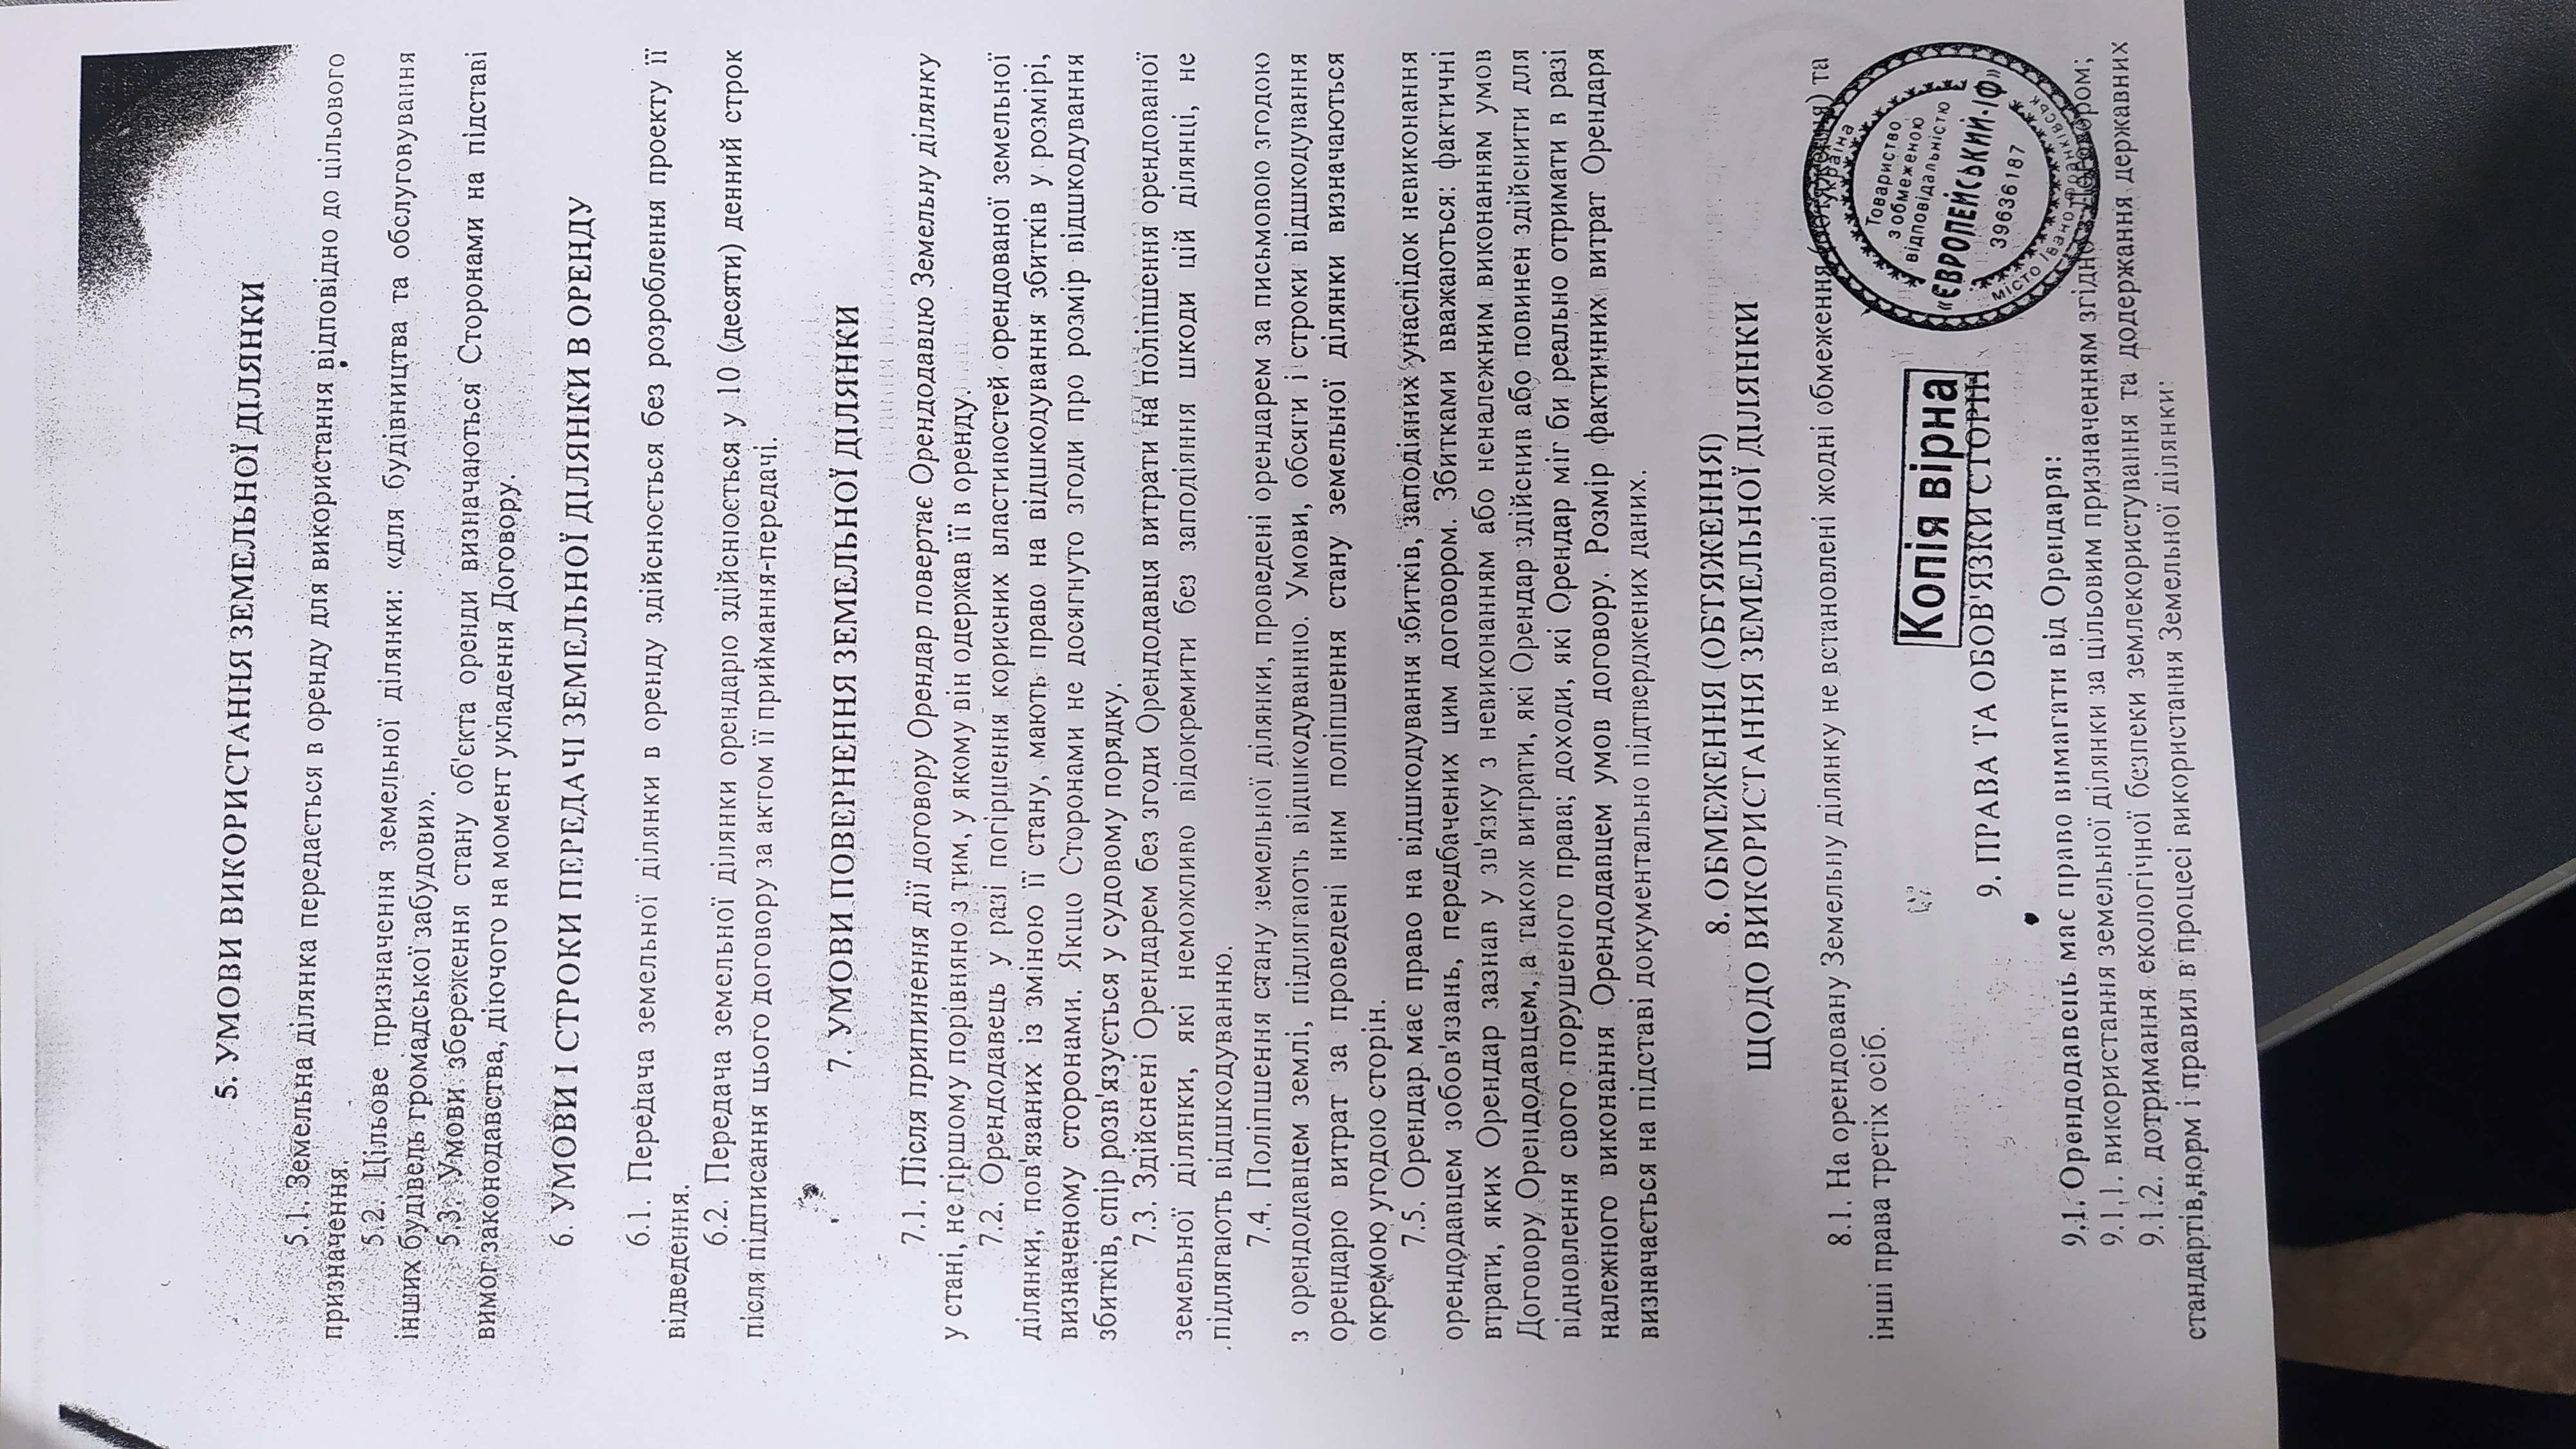 5. УМОВИ ВИКОРИСТАННЯ ЗЕМЕЛЬНОЇ ДІЛЯНКИ
5.1. Земельна ділянка передається в оренду для використання відповідно до цільового
призначення.
5.2. Цільове призначення земельної ділянки: «для будівництва та обслуговування
інших будівель громадської забудови».
5.3. Умови збереження стану об'єкта оренди визначаються Сторонами на підставі
вимог законодавства, діючого на момент укладення Договору.
6. УМОВИ І СТРОКИ ПЕРЕДАЧІ ЗЕМЕЛЬНОЇ ДІЛЯНКИ В ОРЕНДУ
6.1. Передача земельної ділянки в оренду здійснюється без розроблення проекту її
відведення.
6.2. Передача земельної ділянки орендарю здійснюється у 10 (десяти) денний строк
після підписання цього договору за актом її приймання-передачі.
7. УМОВИ ПОВЕРНЕННЯ ЗЕМЕЛЬНОЇ ДІЛЯНКИ
7.1. Після припинення дії договору Орендар повертає Орендодавцю Земельну ділянку
у стані, не гіршому порівняно з тим, у якому він одержав її в оренду.
7.2. Орендодавець у разі погіршення корисних властивостей орендованої земельної
ділянки, пов'язаних із зміною її стану, мають право на відшкодування збитків у розмірі,
визначеному сторонами. Якщо Сторонами не досягнуто згоди про розмір відшкодування
збитків, спір розв'язується у судовому порядку.
7.3. Здійснені Орендарем без згоди Орендодавця витрати на поліпшення орендованої
земельної ділянки, які неможливо відокремити без заподіяння шкоди цій ділянці, не
підлягають відшкодуванню.
7.4. Поліпшення стану земельної ділянки, проведені орендарем за письмовою згодою
з орендодавцем землі, підлягають відшкодуванню. Умови, обсяги і строки відшкодування
орендарю витрат за проведені ним поліпшення стану земельної ділянки визначаються
окремою угодою сторін.
7.5. Орендар має право на відшкодування збитків, заподіяних унаслідок невиконання
орендодавцем зобов'язань, передбачених цим договором. Збитками вважаються: фактичні
втрати, яких Орендар зазнав у зв'язку з невиконанням або неналежним виконанням умов
Договору Орендодавцем, а також витрати, які Орендар здійснив або повинен здійснити для
відновлення свого порушеного права; доходи, які Орендар міг би реально отримати в разі
належного виконання Орендодавцем умов договору. Розмір фактичних витрат Орендаря
визначається на підставі документально підтверджених даних.
8. ОБМЕЖЕННЯ (ОБТЯЖЕННЯ)
ЩОДО ВИКОРИСТАННЯ ЗЕМЕЛЬНОЇ ДІЛЯНКИ
8.1. На орендовану Земельну ділянку не встановлені жодні обмеження (обтяження) та
інші права третіх осіб.
Україна
Товариство
з обмеженою
відповідальністю
«ЄВРОПЕЙСЬКИЙ-ІФ»
39636187
місто Івано-Франківськ
Копія вірна
9. ПРАВА ТА ОБОВ'ЯЗКИ СТОРІН
9.1. Орендодавець має право вимагати від Орендаря:
9.1.1. використання земельної ділянки за цільовим призначенням згідно з Договором;
9.1.2. дотримання екологічної безпеки землекористування та додержання державних
стандартів,норм і правил в процесі використання Земельної ділянки: